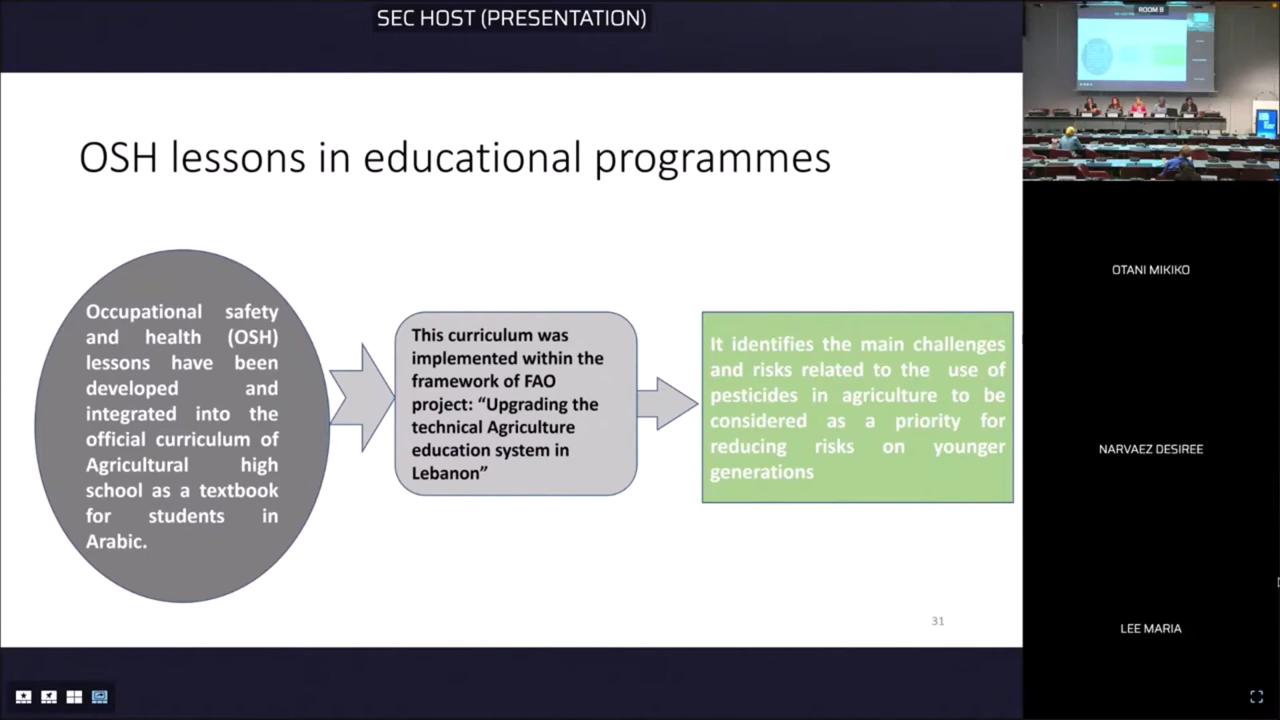 SEC HOST (PRESENTATION)
ROOM B
OSH lessons in educational programmes
Occupational safety
and health (OSH)
lessons have been
developed and
integrated into the
official curriculum of
Agricultural high
school as a textbook
for students in
Arabic.
This curriculum was
implemented within the
framework of FAO
project: “Upgrading the
technical Agriculture
education system in
Lebanon”
It identifies the main challenges
and risks related to the use of
pesticides in agriculture to be
considered as a priority for
reducing risks on younger
generations
31
OTANI MIKIKO
NARVAEZ DESIREE
LEE MARIA